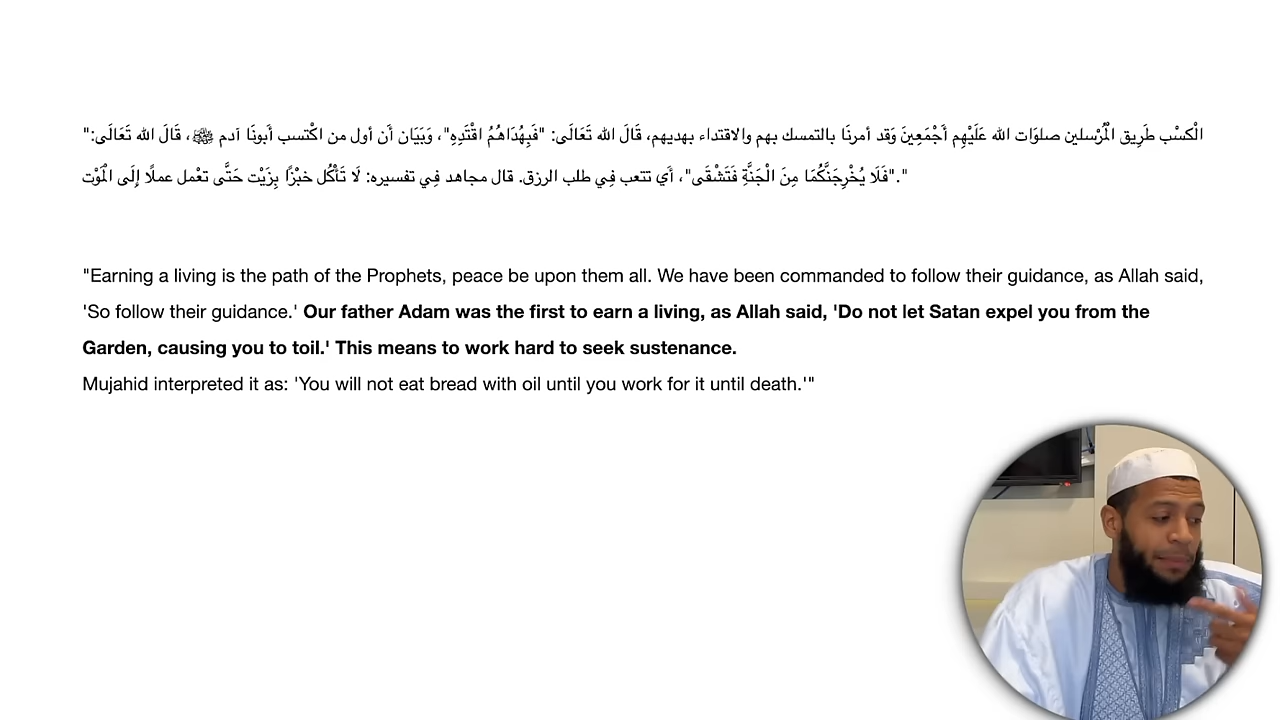 الْكسْب طَرِيق الْمُرْسلين صلوَات الله عَلَيْهِم أَجْمَعِينَ وَقد أمرنَا بالتمسك بهم والاقتداء بهديهم، قَالَ الله تَعَالَى: "فَبِهُدَاهُمُ اقْتَدِهِ"، وَبَيَان أَن أول من اكْتسب أَبونَا آدم ﷺ، قَالَ الله تَعَالَى:"
"فَلَا يُخْرِجَنَّكُمَا مِنَ الْجَنَّةِ فَتَشْقَى"، أَي تتعب فِي طلب الرزق. قال مجاهد فِي تفسيره: لَا تَأْكُل خبْزًا بِزَيْت حَتَّى تعْمل عملًا إِلَى الْمَوْت."
"Earning a living is the path of the Prophets, peace be upon them all. We have been commanded to follow their guidance, as Allah said,
'So follow their guidance.' Our father Adam was the first to earn a living, as Allah said, 'Do not let Satan expel you from the
Garden, causing you to toil.' This means to work hard to seek sustenance.
Mujahid interpreted it as: 'You will not eat bread with oil until you work for it until death.'"